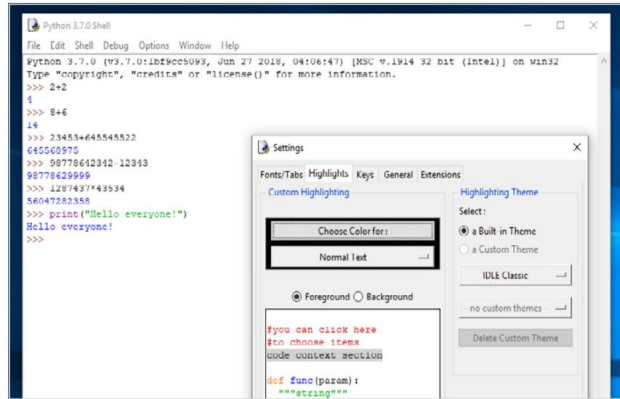 Python 3.7.0 Shell
File Edit Shell Debug Options Window Help
Python 3.7.0 (v3.7.0:1bf9cc5093, Jun 27 2018, 04:06:47) [MSC v.1914 32 bit (Intel)] on win32
Type "copyright", "credits" or "license()" for more information.
>>> 2+2
4
>>> 8+6
14
>>> 23453+645545522
645568975
>>> 98778642342-12343
98778629999
>>> 1287437*43534
56047282358
>>> print("Hello everyone!")
Hello everyone!
>>>
Settings
Fonts/Tabs Highlights Keys General Extensions
Custom Highlighting
Choose Color for :
Normal Text
Foreground Background
#you can click here
#to choose items
code context section
def func(param):
"""string"""
Highlighting Theme
Select :
a Built-in Theme
a Custom Theme
IDLE Classic
no custom themes
Delete Custom Theme